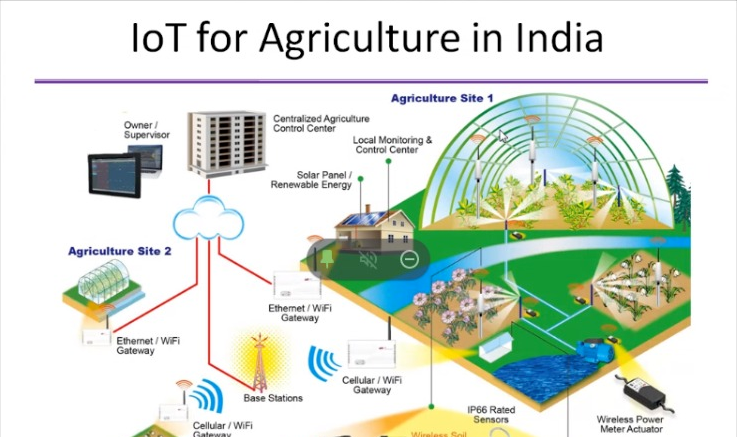 IoT for Agriculture in India
Agriculture Site 1
Owner /
Supervisor
Centralized Agriculture
Control Center
Local Monitoring &
Control Center
Solar Panel /
Renewable Energy
Agriculture Site 2
Ethernet / WiFi
Gateway
Ethernet / WiFi
Gateway
Cellular / WiFi
Gateway
Base Stations
Cellular / WiFi
Gateway
IP66 Rated
Sensors
Wireless Power
Meter Actuator
Wireless Soil